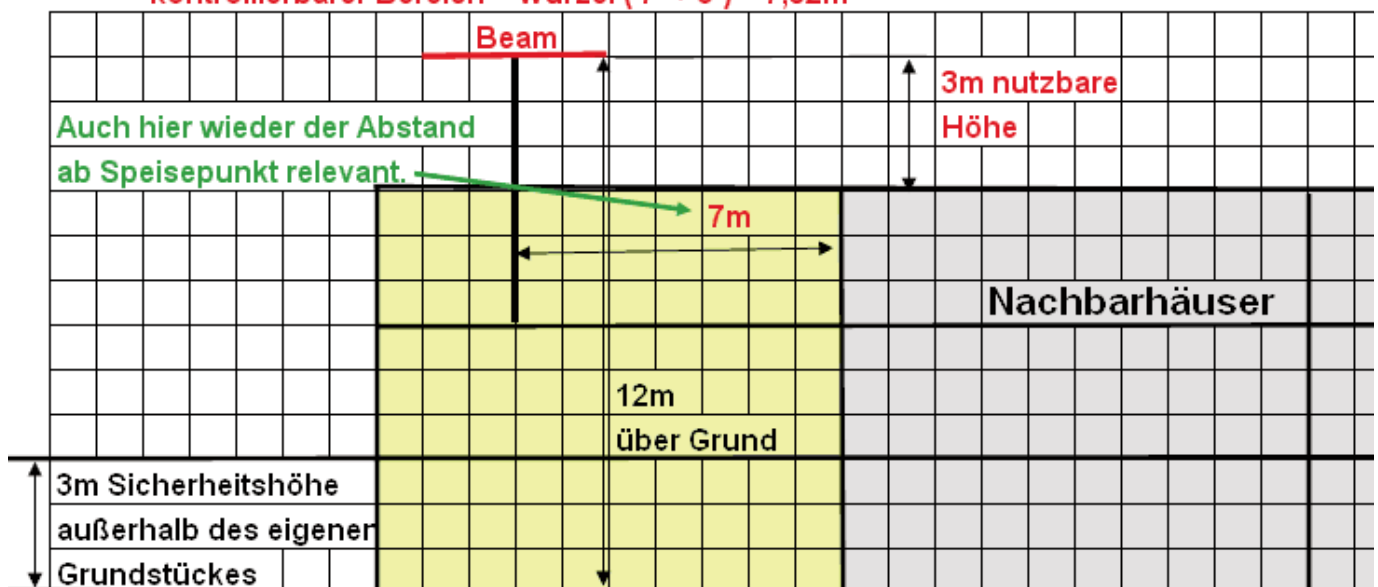 Beam
3m nutzbare
Höhe
Auch hier wieder der Abstand
ab Speisepunkt relevant.
7m
Nachbarhäuser
12m
über Grund
3m Sicherheitshöhe
außerhalb des eigenen
Grundstückes